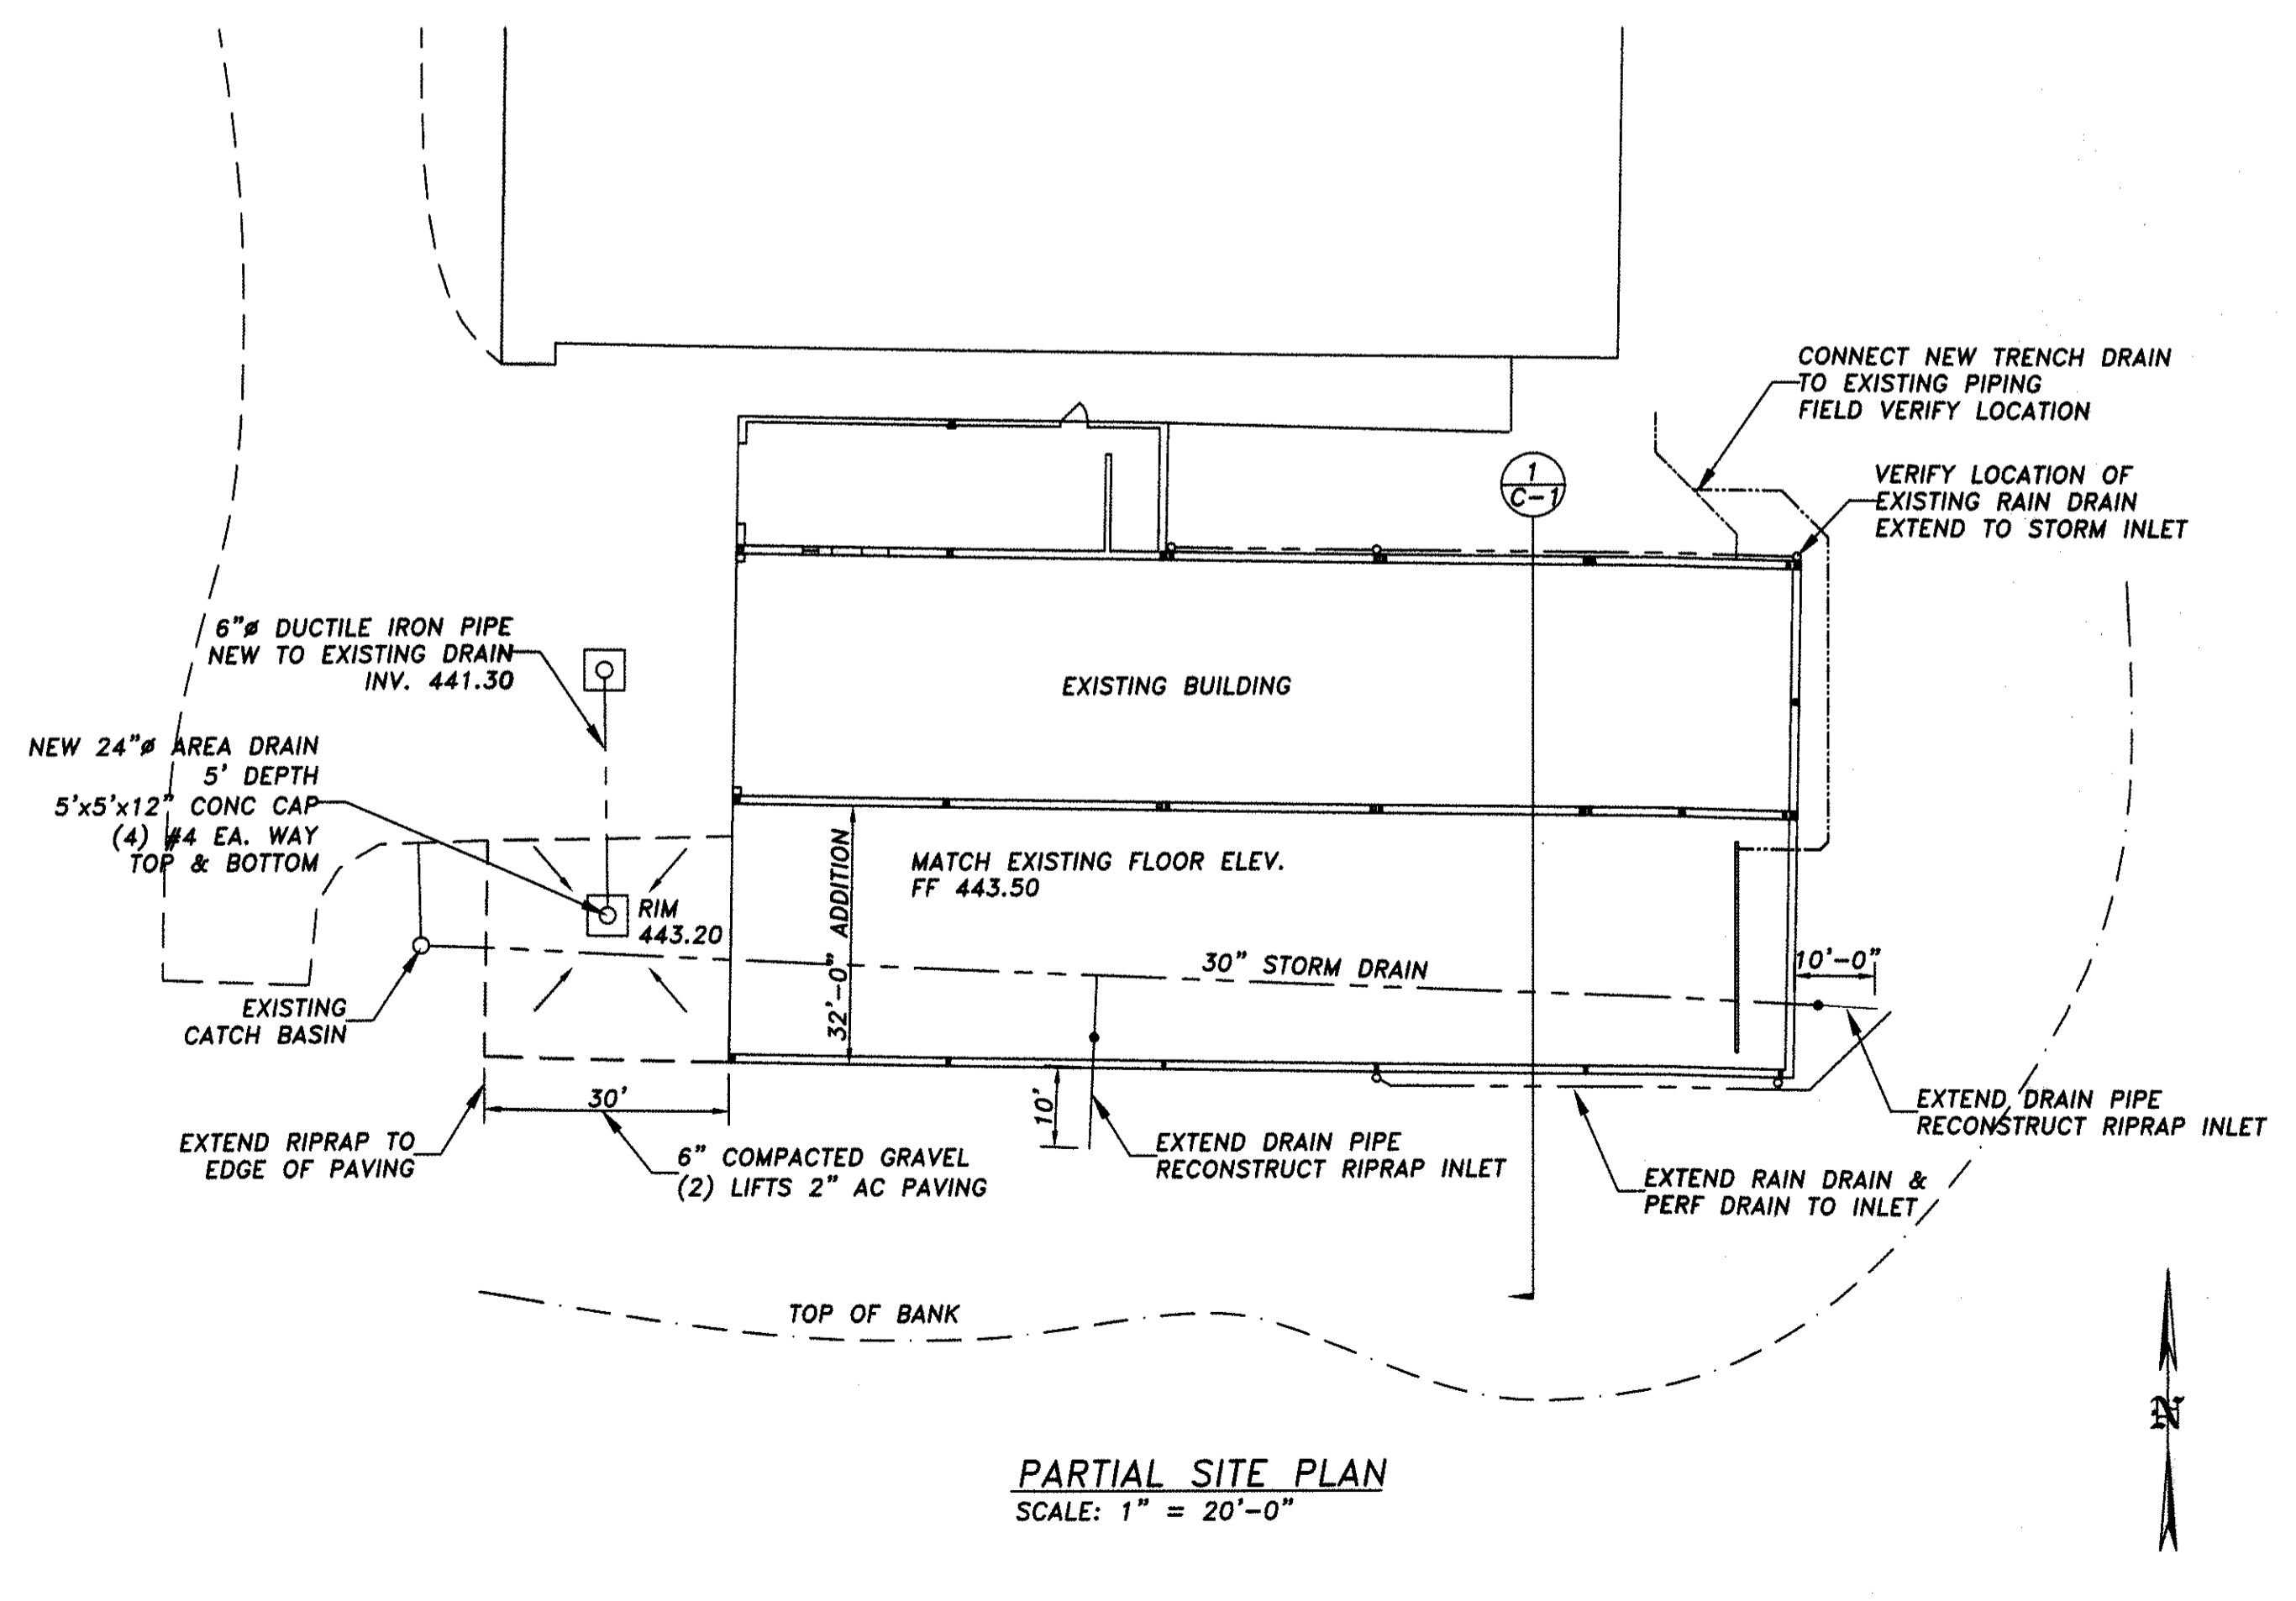 CONNECT NEW TRENCH DRAIN
TO EXISTING PIPING
FIELD VERIFY LOCATION
1
C-1
VERIFY LOCATION OF
EXISTING RAIN DRAIN
EXTEND TO STORM INLET
6"ø DUCTILE IRON PIPE
NEW TO EXISTING DRAIN
INV. 441.30
EXISTING BUILDING
NEW 24"ø AREA DRAIN
5' DEPTH
5'x5'x12" CONC CAP
(4) #4 EA. WAY
TOP & BOTTOM
32'-0" ADDITION
MATCH EXISTING FLOOR ELEV.
FF 443.50
RIM
443.20
30" STORM DRAIN
10'-0"
EXISTING
CATCH BASIN
30'
10'
EXTEND RIPRAP TO
EDGE OF PAVING
6" COMPACTED GRAVEL
(2) LIFTS 2" AC PAVING
EXTEND DRAIN PIPE
RECONSTRUCT RIPRAP INLET
EXTEND DRAIN PIPE
RECONSTRUCT RIPRAP INLET
EXTEND RAIN DRAIN &
PERF DRAIN TO INLET
TOP OF BANK
N
PARTIAL SITE PLAN
SCALE: 1" = 20'-0"